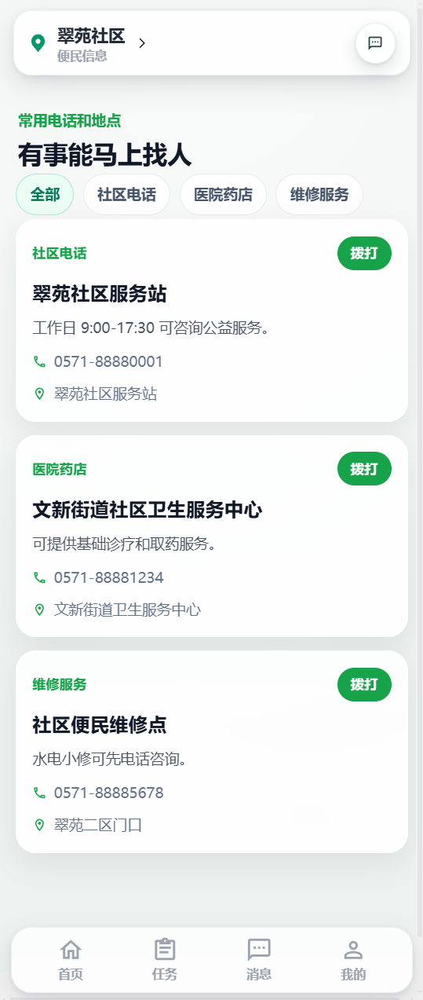 翠苑社区
便民信息
常用电话和地点
有事能马上找人
全部 社区电话 医院药店 维修服务
社区电话 拨打
翠苑社区服务站
工作日 9:00-17:30 可咨询公益服务。
0571-88880001
翠苑社区服务站
医院药店 拨打
文新街道社区卫生服务中心
可提供基础诊疗和取药服务。
0571-88881234
文新街道卫生服务中心
维修服务 拨打
社区便民维修点
水电小修可先电话咨询。
0571-88885678
翠苑二区门口
首页 任务 消息 我的